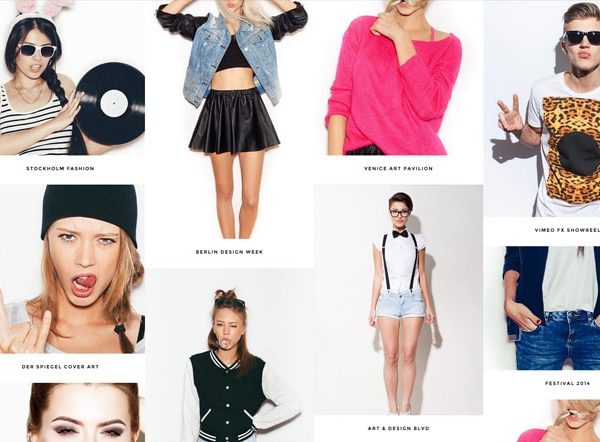 STOCKHOLM FASHION
BERLIN DESIGN WEEK
VENICE ART PAVILION
VIMEO FX SHOWREEL
DER SPIEGEL COVER ART
ART & DESIGN BLVD
FESTIVAL 2014